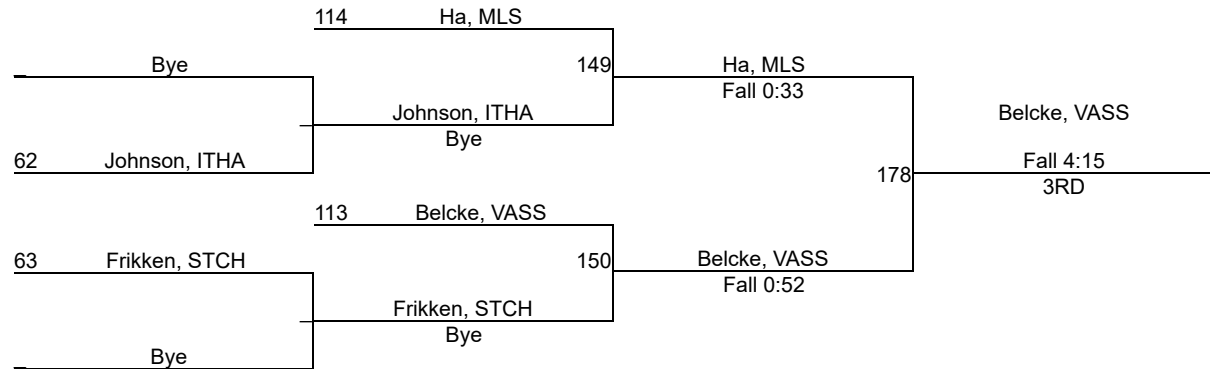 114 Ha, MLS
Bye
149
Ha, MLS
Fall 0:33
Johnson, ITHA
Bye
Belcke, VASS
62 Johnson, ITHA
Fall 4:15
178
3RD
113 Belcke, VASS
63 Frikken, STCH
150
Belcke, VASS
Fall 0:52
Frikken, STCH
Bye
Bye